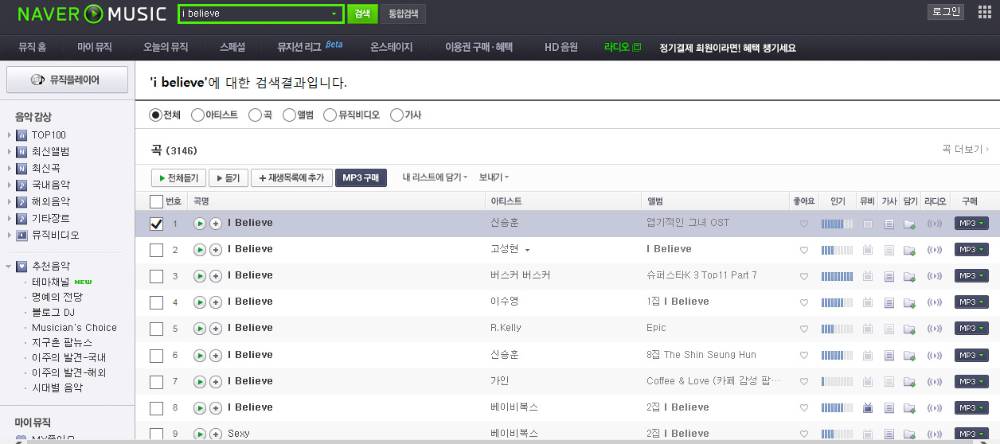 NAVER MUSIC i believe 검색 통합검색 로그인
뮤직 홈 마이 뮤직 오늘의 뮤직 스페셜 뮤지션 리그 Beta 온스테이지 이용권 구매·혜택 HD 음원 라디오 정기결제 회원이라면! 혜택 챙기세요
뮤직플레이어
음악 감상
TOP100
최신앨범
최신곡
국내음악
해외음악
기타장르
뮤직비디오
추천음악
테마채널 NEW
명예의 전당
블로그 DJ
Musician's Choice
지구촌 팝뉴스
이주의 발견-국내
이주의 발견-해외
시대별 음악
마이 뮤직
'i believe'에 대한 검색결과입니다.
전체 아티스트 곡 앨범 뮤직비디오 가사
곡 (3146) 곡 더보기 >
전체듣기 듣기 + 재생목록에 추가 MP3 구매 내 리스트에 담기 보내기
번호 곡명 아티스트 앨범 좋아요 인기 뮤비 가사 담기 라디오 구매
1 I Believe 신승훈 엽기적인 그녀 OST MP3
2 I Believe 고성현 I Believe MP3
3 I Believe 버스커 버스커 슈퍼스타K 3 Top11 Part 7 MP3
4 I Believe 이수영 1집 I Believe MP3
5 I Believe R.Kelly Epic MP3
6 I Believe 신승훈 8집 The Shin Seung Hun MP3
7 I Believe 가인 Coffee & Love (카페 감성 팝… MP3
8 I Believe 베이비복스 2집 I Believe MP3
9 Sexy 베이비복스 2집 I Believe MP3